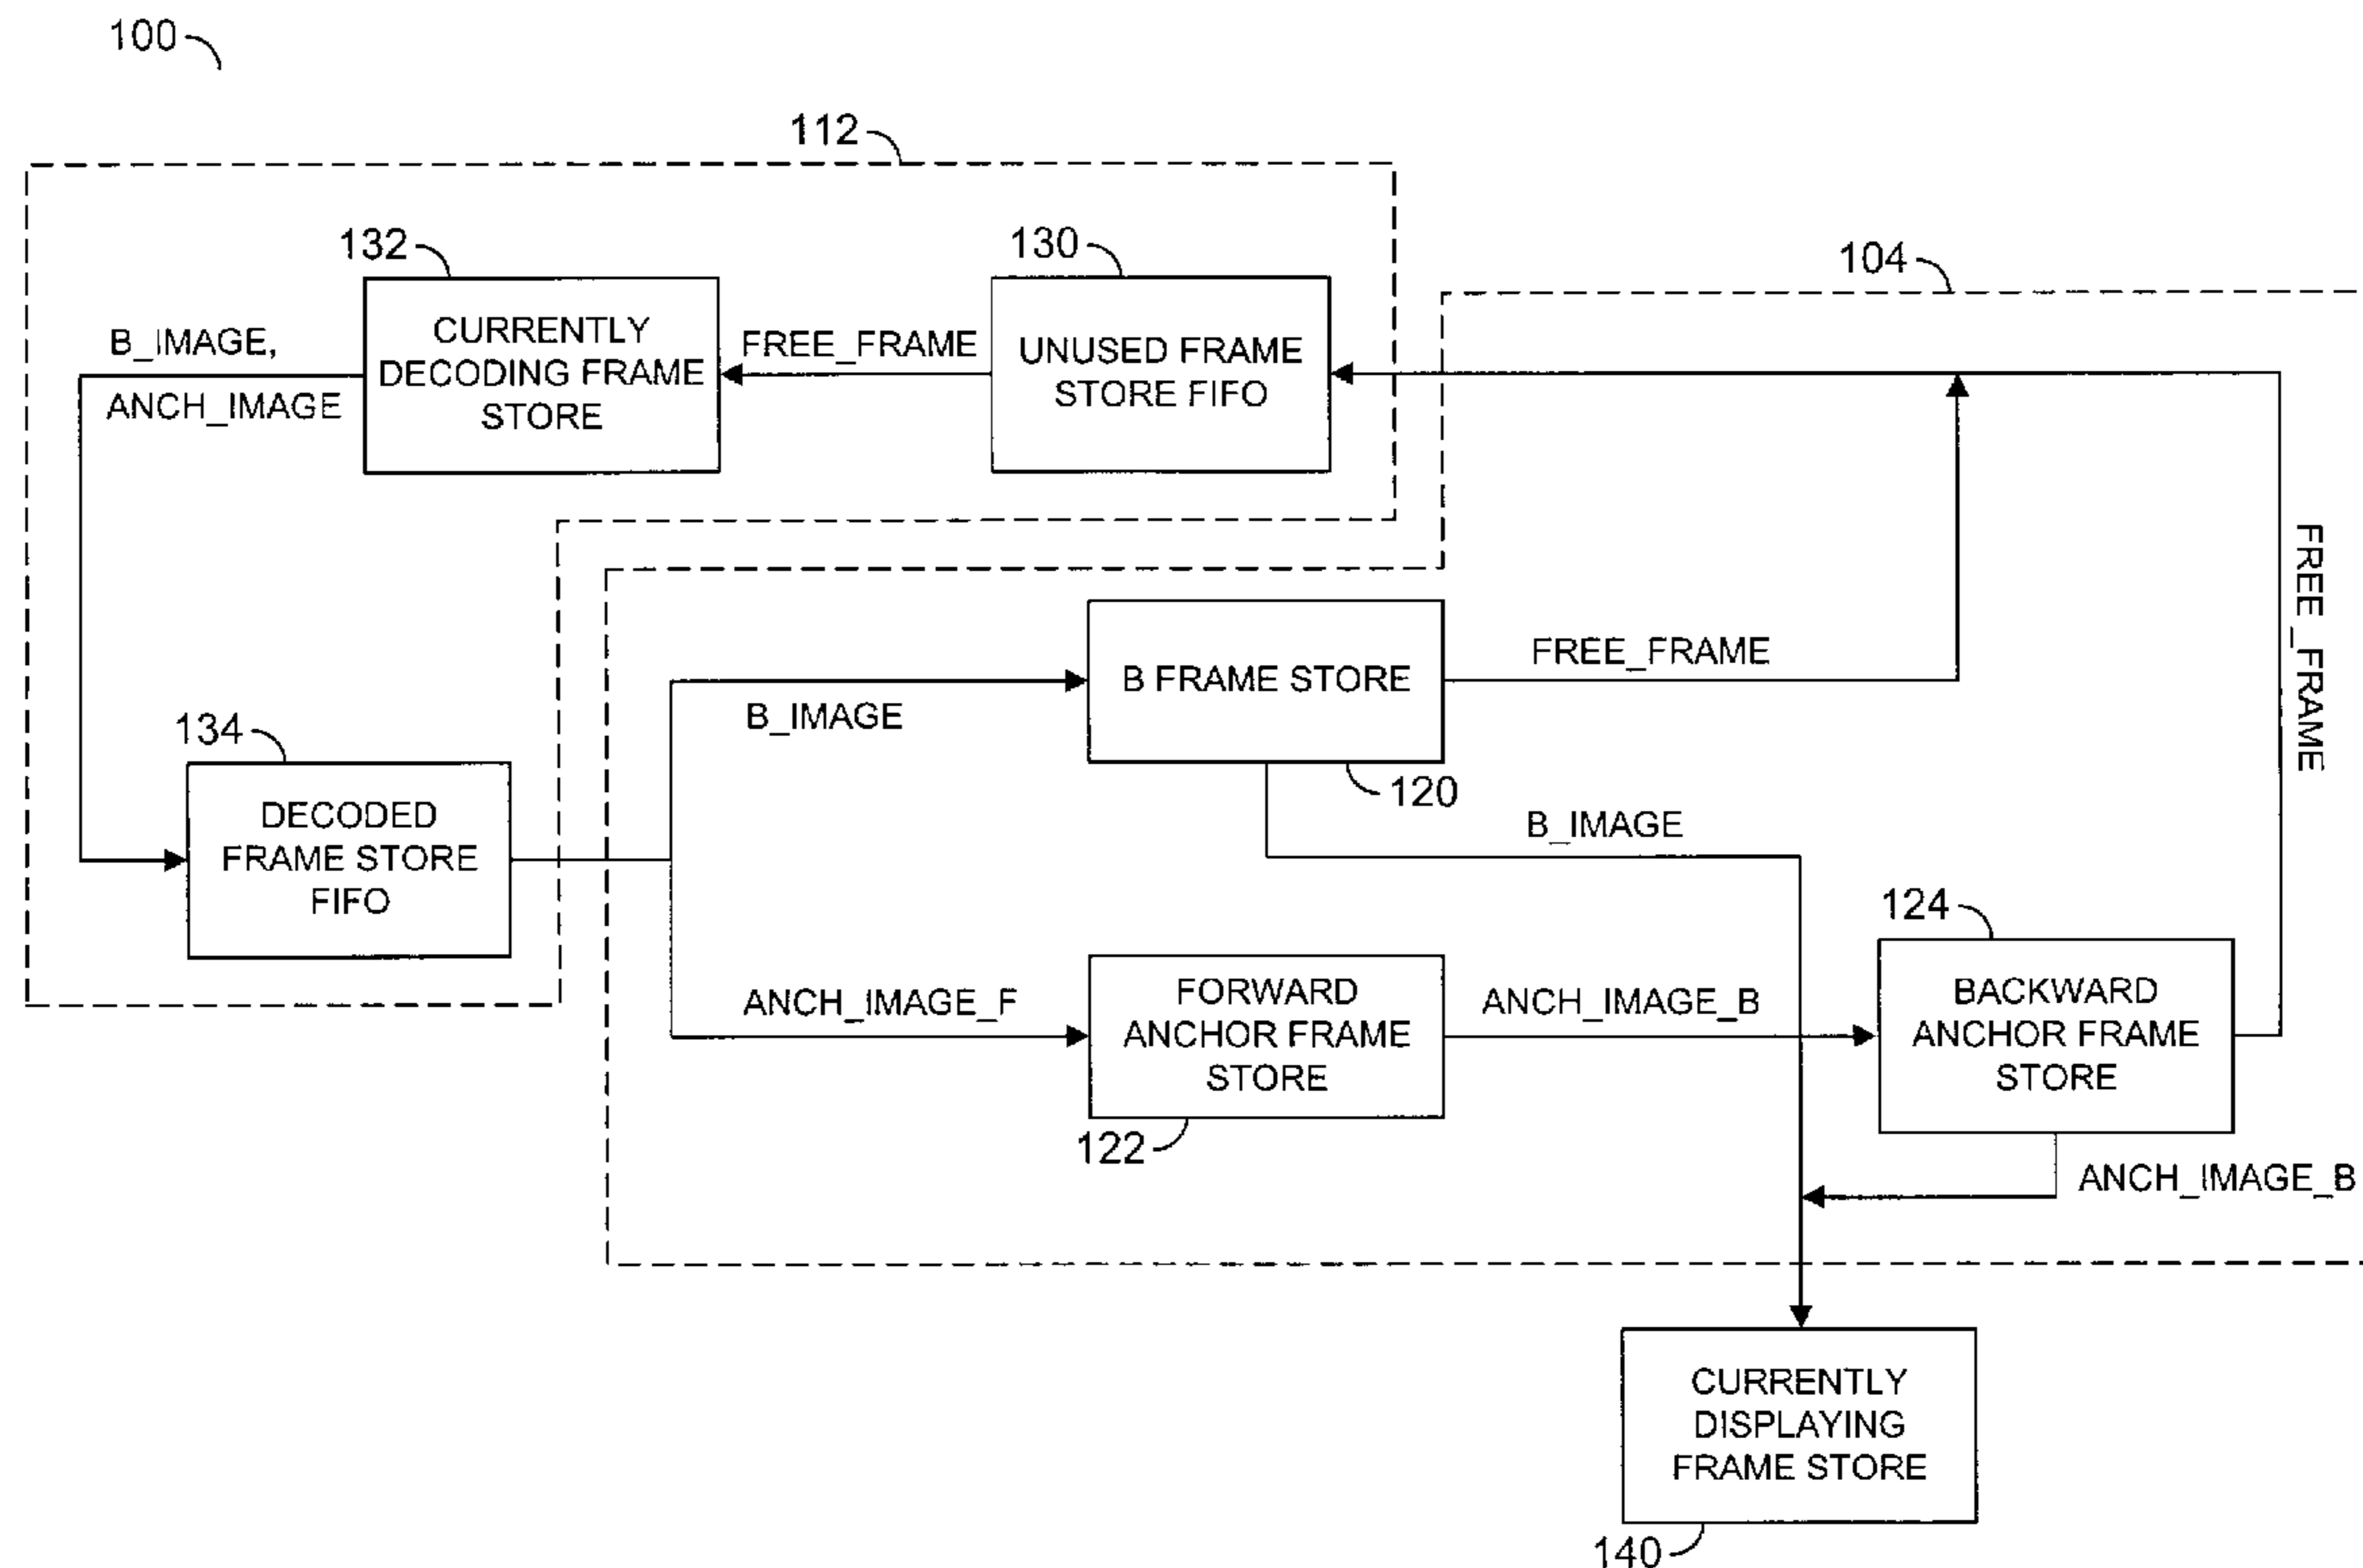 100
112
132
130
104
CURRENTLY
DECODING FRAME
STORE
FREE_FRAME
UNUSED FRAME
STORE FIFO
B_IMAGE,
ANCH_IMAGE
FREE_FRAME
B FRAME STORE
FREE_FRAME
B_IMAGE
120
134
DECODED
FRAME STORE
FIFO
B_IMAGE
124
ANCH_IMAGE_F
FORWARD
ANCHOR FRAME
STORE
ANCH_IMAGE_B
BACKWARD
ANCHOR FRAME
STORE
122
ANCH_IMAGE_B
CURRENTLY
DISPLAYING
FRAME STORE
140